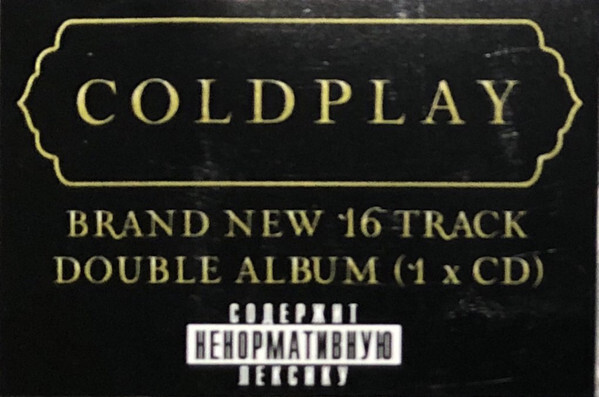 COLDPLAY
BRAND NEW 16 TRACK
DOUBLE ALBUM (1 x CD)
СОДЕРЖИТ
НЕНОРМАТИВНУЮ
ЛЕКСИКУ